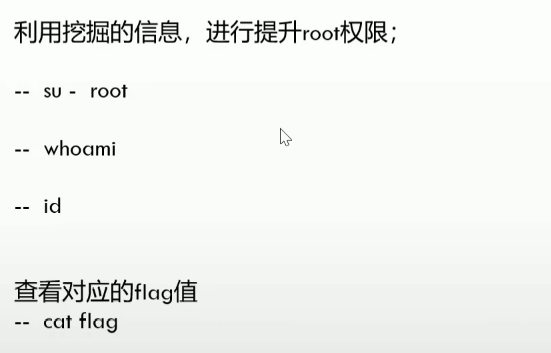 利用挖掘的信息，进行提升root权限；
-- su - root
-- whoami
-- id
查看对应的flag值
-- cat flag